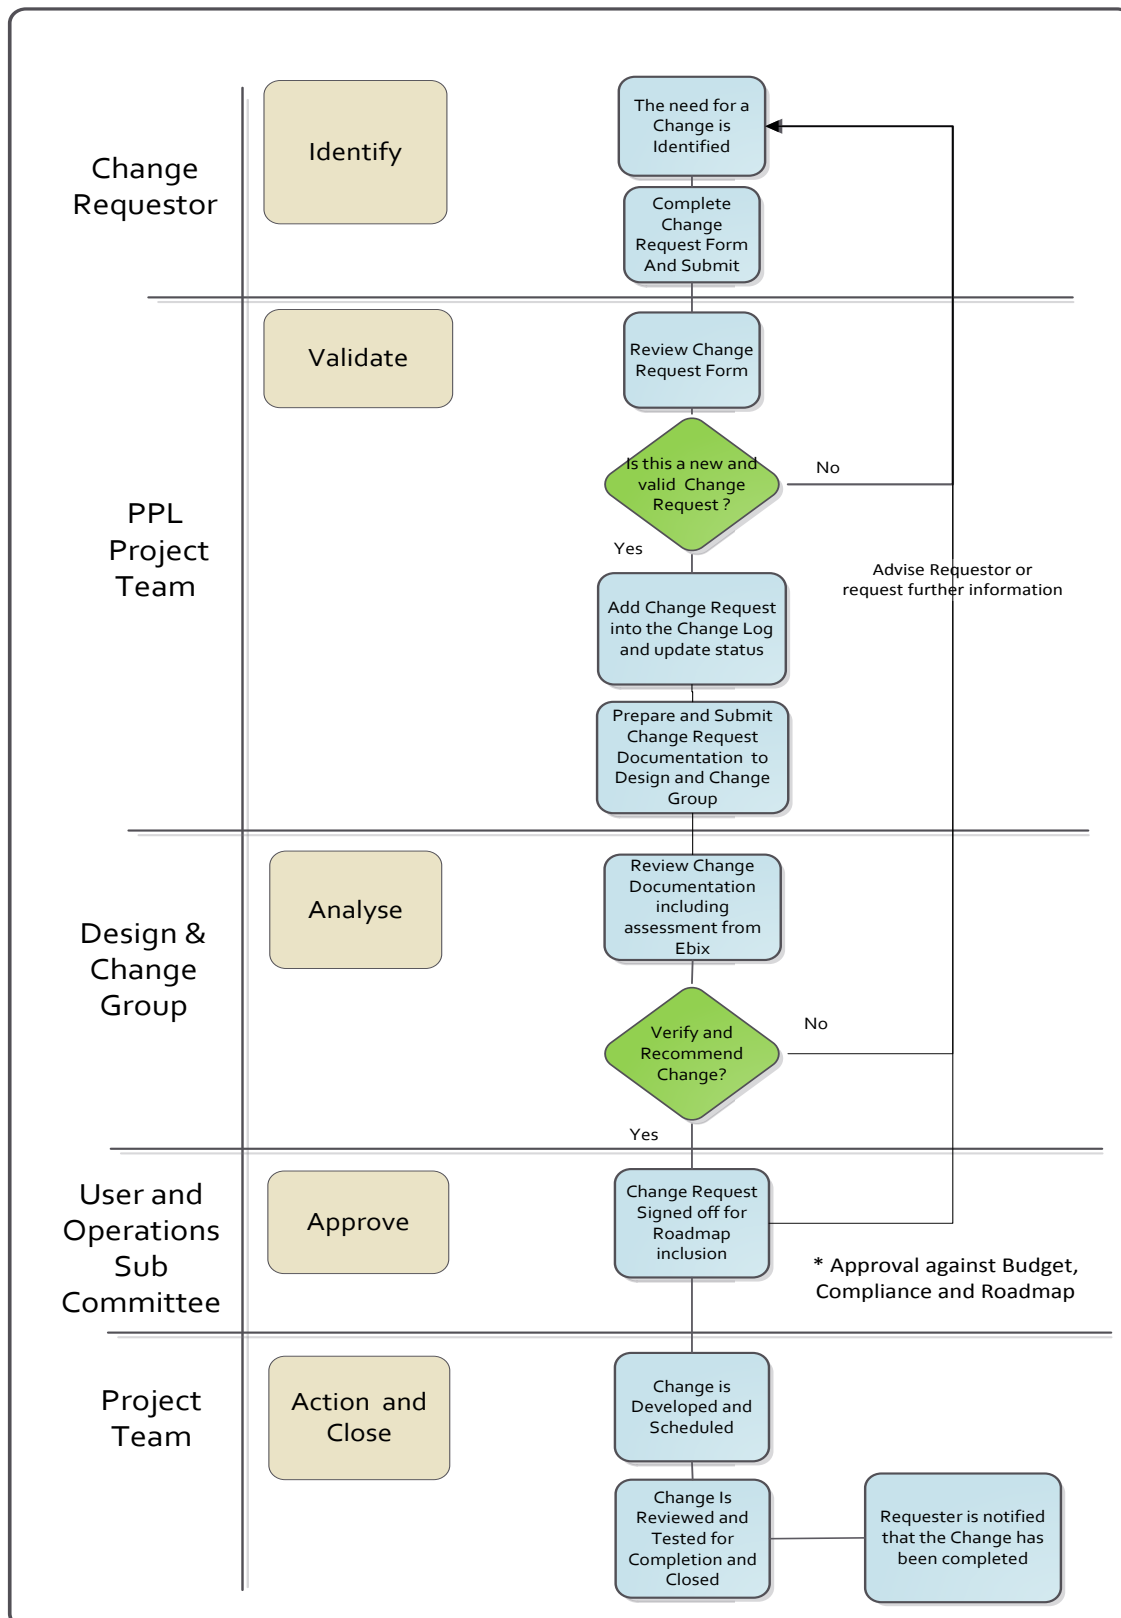 Change
Requestor
Identify
The need for a
Change is
Identified
Complete
Change
Request Form
And Submit
PPL
Project
Team
Validate
Review Change
Request Form
Is this a new and
valid Change
Request ?
No
Yes
Advise Requestor or
request further information
Add Change Request
into the Change Log
and update status
Prepare and Submit
Change Request
Documentation to
Design and Change
Group
Design &
Change
Group
Analyse
Review Change
Documentation
including
assessment from
Ebix
Verify and
Recommend
Change?
No
Yes
User and
Operations
Sub
Committee
Approve
Change Request
Signed off for
Roadmap
inclusion
* Approval against Budget,
Compliance and Roadmap
Project
Team
Action and
Close
Change is
Developed and
Scheduled
Change Is
Reviewed and
Tested for
Completion and
Closed
Requester is notified
that the Change has
been completed